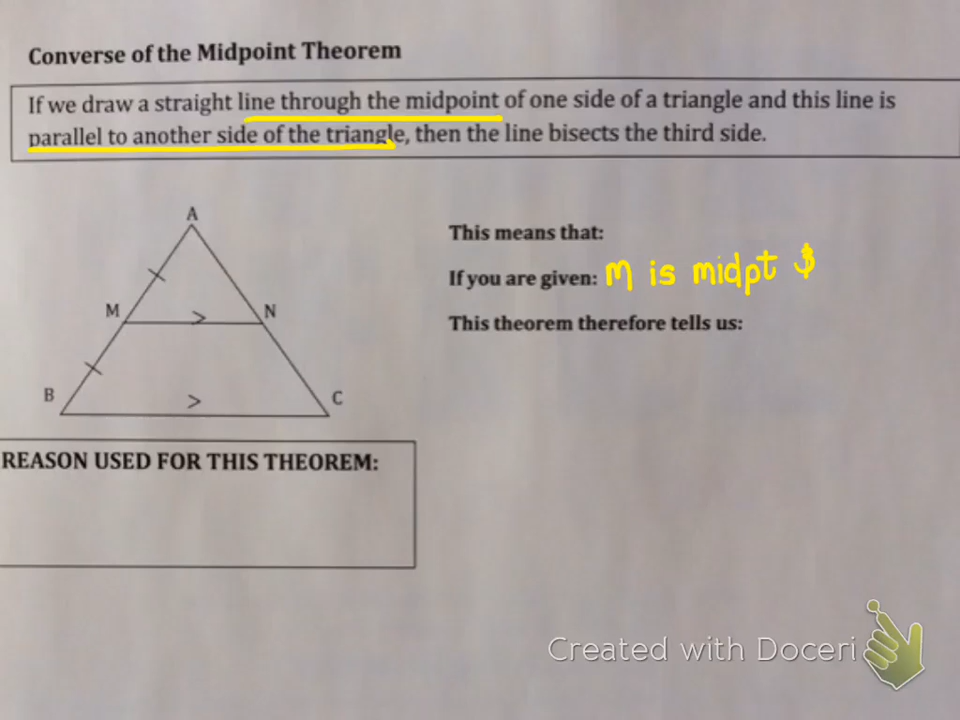 Converse of the Midpoint Theorem
If we draw a straight line through the midpoint of one side of a triangle and this line is
parallel to another side of the triangle, then the line bisects the third side.
A
M
N
B
C
This means that:
If you are given: m is midpt $
This theorem therefore tells us:
REASON USED FOR THIS THEOREM:
Created with Doceri